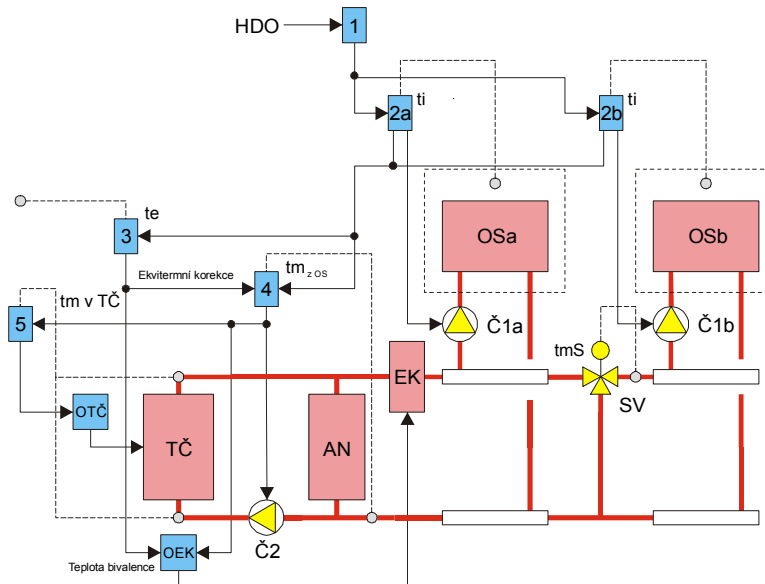 HDO
1
2a
ti
2b
ti
te
3
Ekvitermní korekce
4
tm z OS
OSa
OSb
tm v TČ
5
Č1a
Č1b
tmS
EK
SV
OTČ
TČ
AN
Č2
OEK
Teplota bivalence